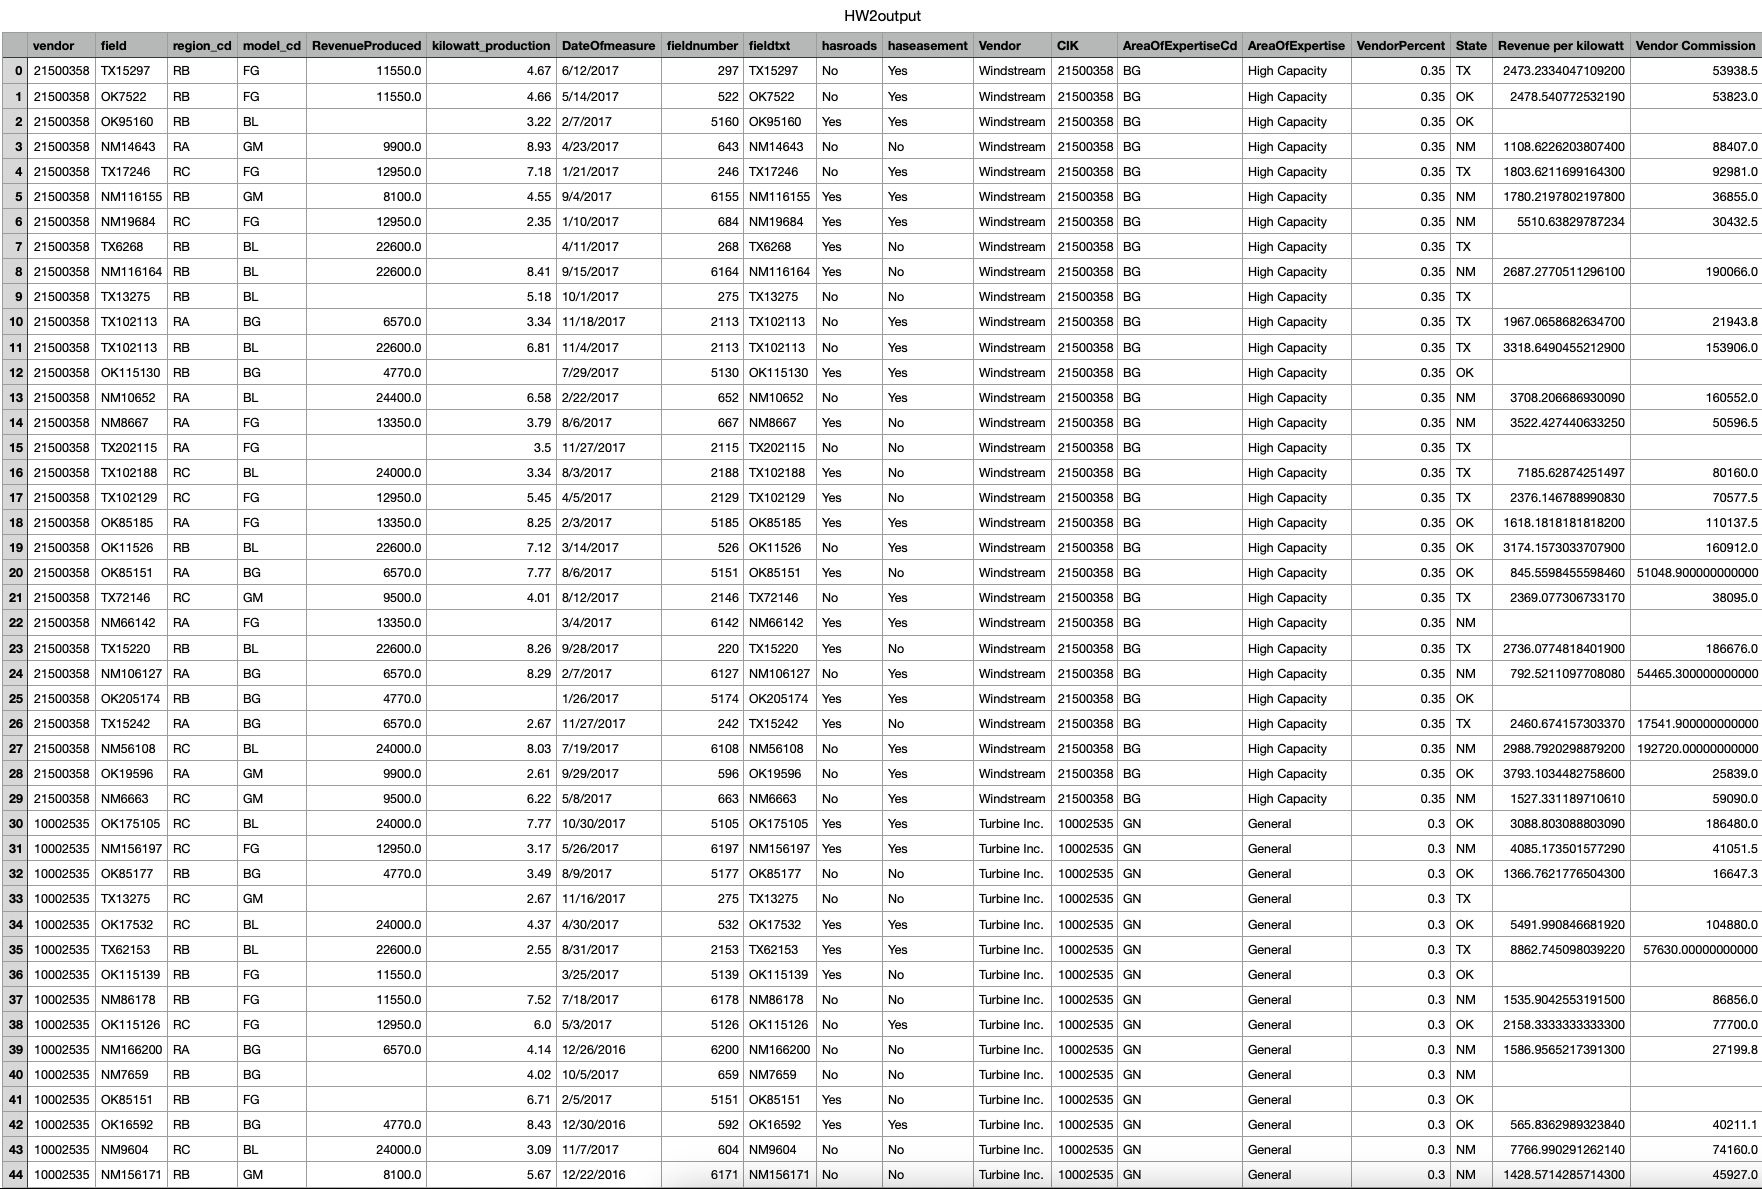 HW2output
vendor field region_cd model_cd RevenueProduced kilowatt_production DateOfmeasure fieldnumber fieldtxt hasroads haseasement Vendor CIK AreaOfExpertiseCd AreaOfExpertise VendorPercent State Revenue per kilowatt Vendor Commission
0 21500358 TX15297 RB FG 11550.0 4.67 6/12/2017 297 TX15297 No Yes Windstream 21500358 BG High Capacity 0.35 TX 2473.2334047109200 53938.5
1 21500358 OK7522 RB FG 11550.0 4.66 5/14/2017 522 OK7522 No Yes Windstream 21500358 BG High Capacity 0.35 OK 2478.540772532190 53823.0
2 21500358 OK95160 RB BL 3.22 2/7/2017 5160 OK95160 Yes Yes Windstream 21500358 BG High Capacity 0.35 OK
3 21500358 NM14643 RA GM 9900.0 8.93 4/23/2017 643 NM14643 No No Windstream 21500358 BG High Capacity 0.35 NM 1108.6226203807400 88407.0
4 21500358 TX17246 RC FG 12950.0 7.18 1/21/2017 246 TX17246 No Yes Windstream 21500358 BG High Capacity 0.35 TX 1803.6211699164300 92981.0
5 21500358 NM116155 RB GM 8100.0 4.55 9/4/2017 6155 NM116155 Yes Yes Windstream 21500358 BG High Capacity 0.35 NM 1780.2197802197800 36855.0
6 21500358 NM19684 RC FG 12950.0 2.35 1/10/2017 684 NM19684 Yes Yes Windstream 21500358 BG High Capacity 0.35 NM 5510.63829787234 30432.5
7 21500358 TX6268 RB BL 22600.0 4/11/2017 268 TX6268 Yes No Windstream 21500358 BG High Capacity 0.35 TX
8 21500358 NM116164 RB BL 22600.0 8.41 9/15/2017 6164 NM116164 Yes No Windstream 21500358 BG High Capacity 0.35 NM 2687.2770511296100 190066.0
9 21500358 TX13275 RB BL 5.18 10/1/2017 275 TX13275 No No Windstream 21500358 BG High Capacity 0.35 TX
10 21500358 TX102113 RA BG 6570.0 3.34 11/18/2017 2113 TX102113 No Yes Windstream 21500358 BG High Capacity 0.35 TX 1967.0658682634700 21943.8
11 21500358 TX102113 RB BL 22600.0 6.81 11/4/2017 2113 TX102113 No Yes Windstream 21500358 BG High Capacity 0.35 TX 3318.6490455212900 153906.0
12 21500358 OK115130 RB BG 4770.0 7/29/2017 5130 OK115130 Yes Yes Windstream 21500358 BG High Capacity 0.35 OK
13 21500358 NM10652 RA BL 24400.0 6.58 2/22/2017 652 NM10652 No Yes Windstream 21500358 BG High Capacity 0.35 NM 3708.206686930090 160552.0
14 21500358 NM8667 RA FG 13350.0 3.79 8/6/2017 667 NM8667 Yes No Windstream 21500358 BG High Capacity 0.35 NM 3522.427440633250 50596.5
15 21500358 TX202115 RA FG 3.5 11/27/2017 2115 TX202115 No No Windstream 21500358 BG High Capacity 0.35 TX
16 21500358 TX102188 RC BL 24000.0 3.34 8/3/2017 2188 TX102188 Yes No Windstream 21500358 BG High Capacity 0.35 TX 7185.62874251497 80160.0
17 21500358 TX102129 RC FG 12950.0 5.45 4/5/2017 2129 TX102129 Yes No Windstream 21500358 BG High Capacity 0.35 TX 2376.146788990830 70577.5
18 21500358 OK85185 RA FG 13350.0 8.25 2/3/2017 5185 OK85185 Yes Yes Windstream 21500358 BG High Capacity 0.35 OK 1618.1818181818200 110137.5
19 21500358 OK11526 RB BL 22600.0 7.12 3/14/2017 526 OK11526 No Yes Windstream 21500358 BG High Capacity 0.35 OK 3174.1573033707900 160912.0
20 21500358 OK85151 RA BG 6570.0 7.77 8/6/2017 5151 OK85151 Yes No Windstream 21500358 BG High Capacity 0.35 OK 845.5598455598460 51048.900000000000
21 21500358 TX72146 RC GM 9500.0 4.01 8/12/2017 2146 TX72146 No Yes Windstream 21500358 BG High Capacity 0.35 TX 2369.077306733170 38095.0
22 21500358 NM66142 RA FG 13350.0 3/4/2017 6142 NM66142 Yes Yes Windstream 21500358 BG High Capacity 0.35 NM
23 21500358 TX15220 RB BL 22600.0 8.26 9/28/2017 220 TX15220 Yes No Windstream 21500358 BG High Capacity 0.35 TX 2736.0774818401900 186676.0
24 21500358 NM106127 RA BG 6570.0 8.29 2/7/2017 6127 NM106127 No Yes Windstream 21500358 BG High Capacity 0.35 NM 792.5211097708080 54465.300000000000
25 21500358 OK205174 RB BG 4770.0 1/26/2017 5174 OK205174 Yes Yes Windstream 21500358 BG High Capacity 0.35 OK
26 21500358 TX15242 RA BG 6570.0 2.67 11/27/2017 242 TX15242 Yes No Windstream 21500358 BG High Capacity 0.35 TX 2460.674157303370 17541.900000000000
27 21500358 NM56108 RC BL 24000.0 8.03 7/19/2017 6108 NM56108 No Yes Windstream 21500358 BG High Capacity 0.35 NM 2988.7920298879200 192720.00000000000
28 21500358 OK19596 RA GM 9900.0 2.61 9/29/2017 596 OK19596 No Yes Windstream 21500358 BG High Capacity 0.35 OK 3793.1034482758600 25839.0
29 21500358 NM6663 RC GM 9500.0 6.22 5/8/2017 663 NM6663 No Yes Windstream 21500358 BG High Capacity 0.35 NM 1527.331189710610 59090.0
30 10002535 OK175105 RC BL 24000.0 7.77 10/30/2017 5105 OK175105 Yes Yes Turbine Inc. 10002535 GN General 0.3 OK 3088.803088803090 186480.0
31 10002535 NM156197 RC FG 12950.0 3.17 5/26/2017 6197 NM156197 Yes Yes Turbine Inc. 10002535 GN General 0.3 NM 4085.173501577290 41051.5
32 10002535 OK85177 RB BG 4770.0 3.49 8/9/2017 5177 OK85177 No No Turbine Inc. 10002535 GN General 0.3 OK 1366.7621776504300 16647.3
33 10002535 TX13275 RC GM 2.67 11/16/2017 275 TX13275 No No Turbine Inc. 10002535 GN General 0.3 TX
34 10002535 OK17532 RC BL 24000.0 4.37 4/30/2017 532 OK17532 Yes Yes Turbine Inc. 10002535 GN General 0.3 OK 5491.990846681920 104880.0
35 10002535 TX62153 RB BL 22600.0 2.55 8/31/2017 2153 TX62153 Yes Yes Turbine Inc. 10002535 GN General 0.3 TX 8862.745098039220 57630.00000000000
36 10002535 OK115139 RB FG 11550.0 3/25/2017 5139 OK115139 Yes No Turbine Inc. 10002535 GN General 0.3 OK
37 10002535 NM86178 RB FG 11550.0 7.52 7/18/2017 6178 NM86178 No No Turbine Inc. 10002535 GN General 0.3 NM 1535.9042553191500 86856.0
38 10002535 OK115126 RC FG 12950.0 6.0 5/3/2017 5126 OK115126 No Yes Turbine Inc. 10002535 GN General 0.3 OK 2158.3333333333300 77700.0
39 10002535 NM166200 RA BG 6570.0 4.14 12/26/2016 6200 NM166200 No No Turbine Inc. 10002535 GN General 0.3 NM 1586.9565217391300 27199.8
40 10002535 NM7659 RB BG 4.02 10/5/2017 659 NM7659 No No Turbine Inc. 10002535 GN General 0.3 NM
41 10002535 OK85151 RB FG 6.71 2/5/2017 5151 OK85151 Yes No Turbine Inc. 10002535 GN General 0.3 OK
42 10002535 OK16592 RB BG 4770.0 8.43 12/30/2016 592 OK16592 Yes Yes Turbine Inc. 10002535 GN General 0.3 OK 565.8362989323840 40211.1
43 10002535 NM9604 RC BL 24000.0 3.09 11/7/2017 604 NM9604 No No Turbine Inc. 10002535 GN General 0.3 NM 7766.990291262140 74160.0
44 10002535 NM156171 RB GM 8100.0 5.67 12/22/2016 6171 NM156171 No No Turbine Inc. 10002535 GN General 0.3 NM 1428.5714285714300 45927.0